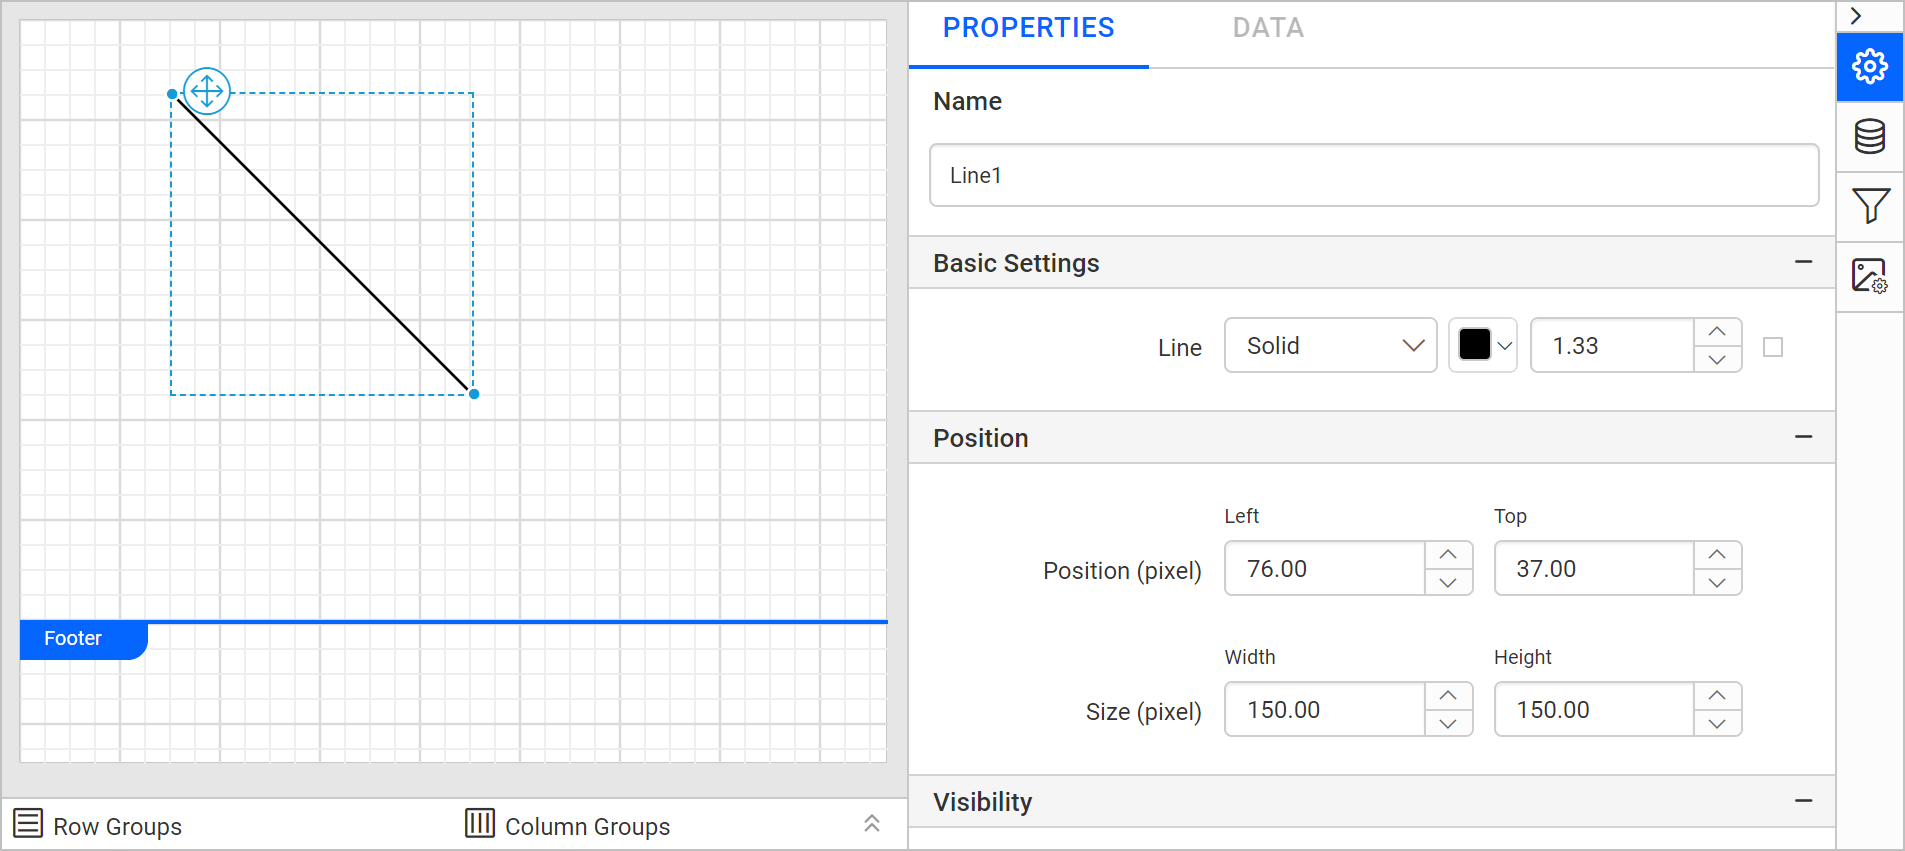 PROPERTIES DATA
Name
Line1
Basic Settings
Line Solid 1.33
Position
Left Top
Position (pixel) 76.00 37.00
Width Height
Size (pixel) 150.00 150.00
Visibility
Footer
Row Groups Column Groups